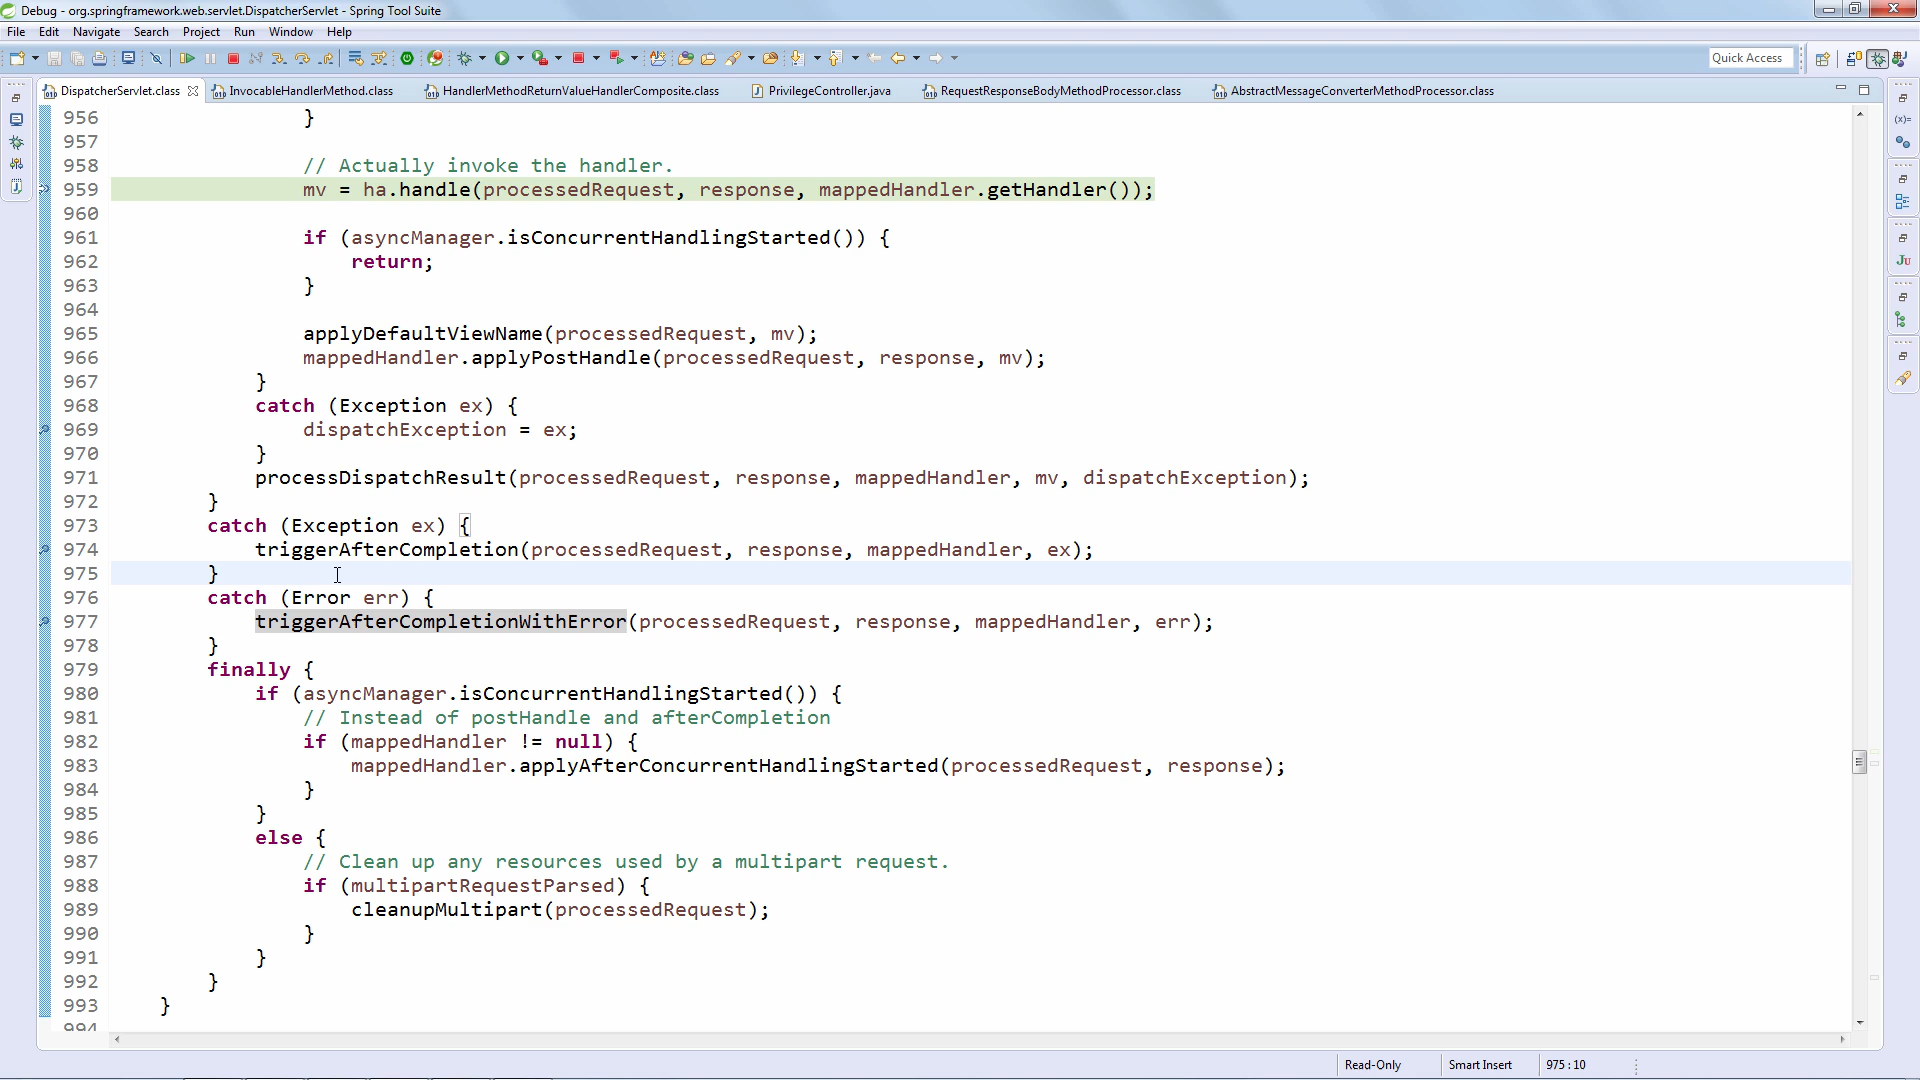 Debug - org.springframework.web.servlet.DispatcherServlet - Spring Tool Suite
File Edit Navigate Search Project Run Window Help
Quick Access
DispatcherServlet.class InvocableHandlerMethod.class HandlerMethodReturnValueHandlerComposite.class PrivilegeController.java RequestResponseBodyMethodProcessor.class AbstractMessageConverterMethodProcessor.class
956 }
957
958 // Actually invoke the handler.
959 mv = ha.handle(processedRequest, response, mappedHandler.getHandler());
960
961 if (asyncManager.isConcurrentHandlingStarted()) {
962 return;
963 }
964
965 applyDefaultViewName(processedRequest, mv);
966 mappedHandler.applyPostHandle(processedRequest, response, mv);
967 }
968 catch (Exception ex) {
969 dispatchException = ex;
970 }
971 processDispatchResult(processedRequest, response, mappedHandler, mv, dispatchException);
972 }
973 catch (Exception ex) {
974 triggerAfterCompletion(processedRequest, response, mappedHandler, ex);
975 }
976 catch (Error err) {
977 triggerAfterCompletionWithError(processedRequest, response, mappedHandler, err);
978 }
979 finally {
980 if (asyncManager.isConcurrentHandlingStarted()) {
981 // Instead of postHandle and afterCompletion
982 if (mappedHandler != null) {
983 mappedHandler.applyAfterConcurrentHandlingStarted(processedRequest, response);
984 }
985 }
986 else {
987 // Clean up any resources used by a multipart request.
988 if (multipartRequestParsed) {
989 cleanupMultipart(processedRequest);
990 }
991 }
992 }
993 }
994
Read-Only Smart Insert 975 : 10